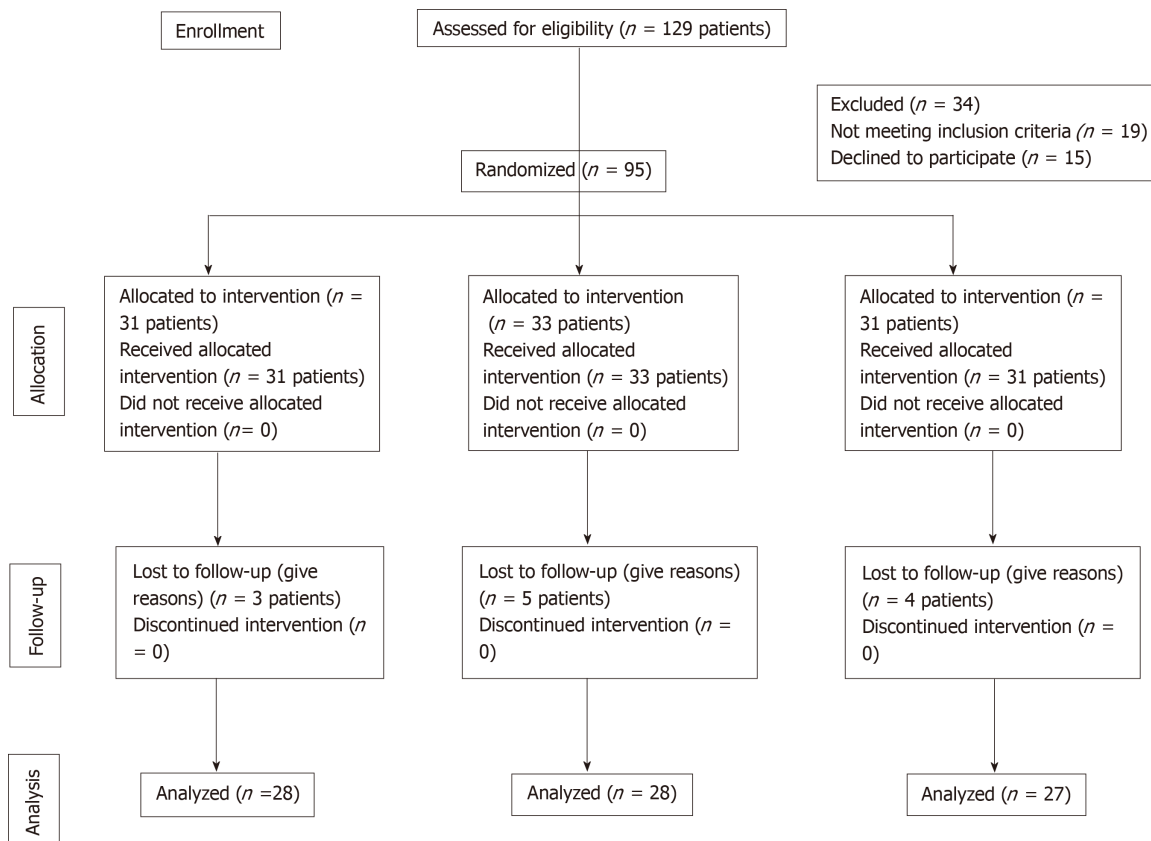 Enrollment
Assessed for eligibility (n = 129 patients)
Excluded (n = 34)
Not meeting inclusion criteria (n = 19)
Declined to participate (n = 15)
Randomized (n = 95)
Allocation
Allocated to intervention (n =
31 patients)
Received allocated
intervention (n = 31 patients)
Did not receive allocated
intervention (n= 0)
Allocated to intervention
(n = 33 patients)
Received allocated
intervention (n = 33 patients)
Did not receive allocated
intervention (n = 0)
Allocated to intervention (n =
31 patients)
Received allocated
intervention (n = 31 patients)
Did not receive allocated
intervention (n = 0)
Follow-up
Lost to follow-up (give
reasons) (n = 3 patients)
Discontinued intervention (n
= 0)
Lost to follow-up (give reasons)
(n = 5 patients)
Discontinued intervention (n =
0)
Lost to follow-up (give reasons)
(n = 4 patients)
Discontinued intervention (n =
0)
Analysis
Analyzed (n =28)
Analyzed (n = 28)
Analyzed (n = 27)